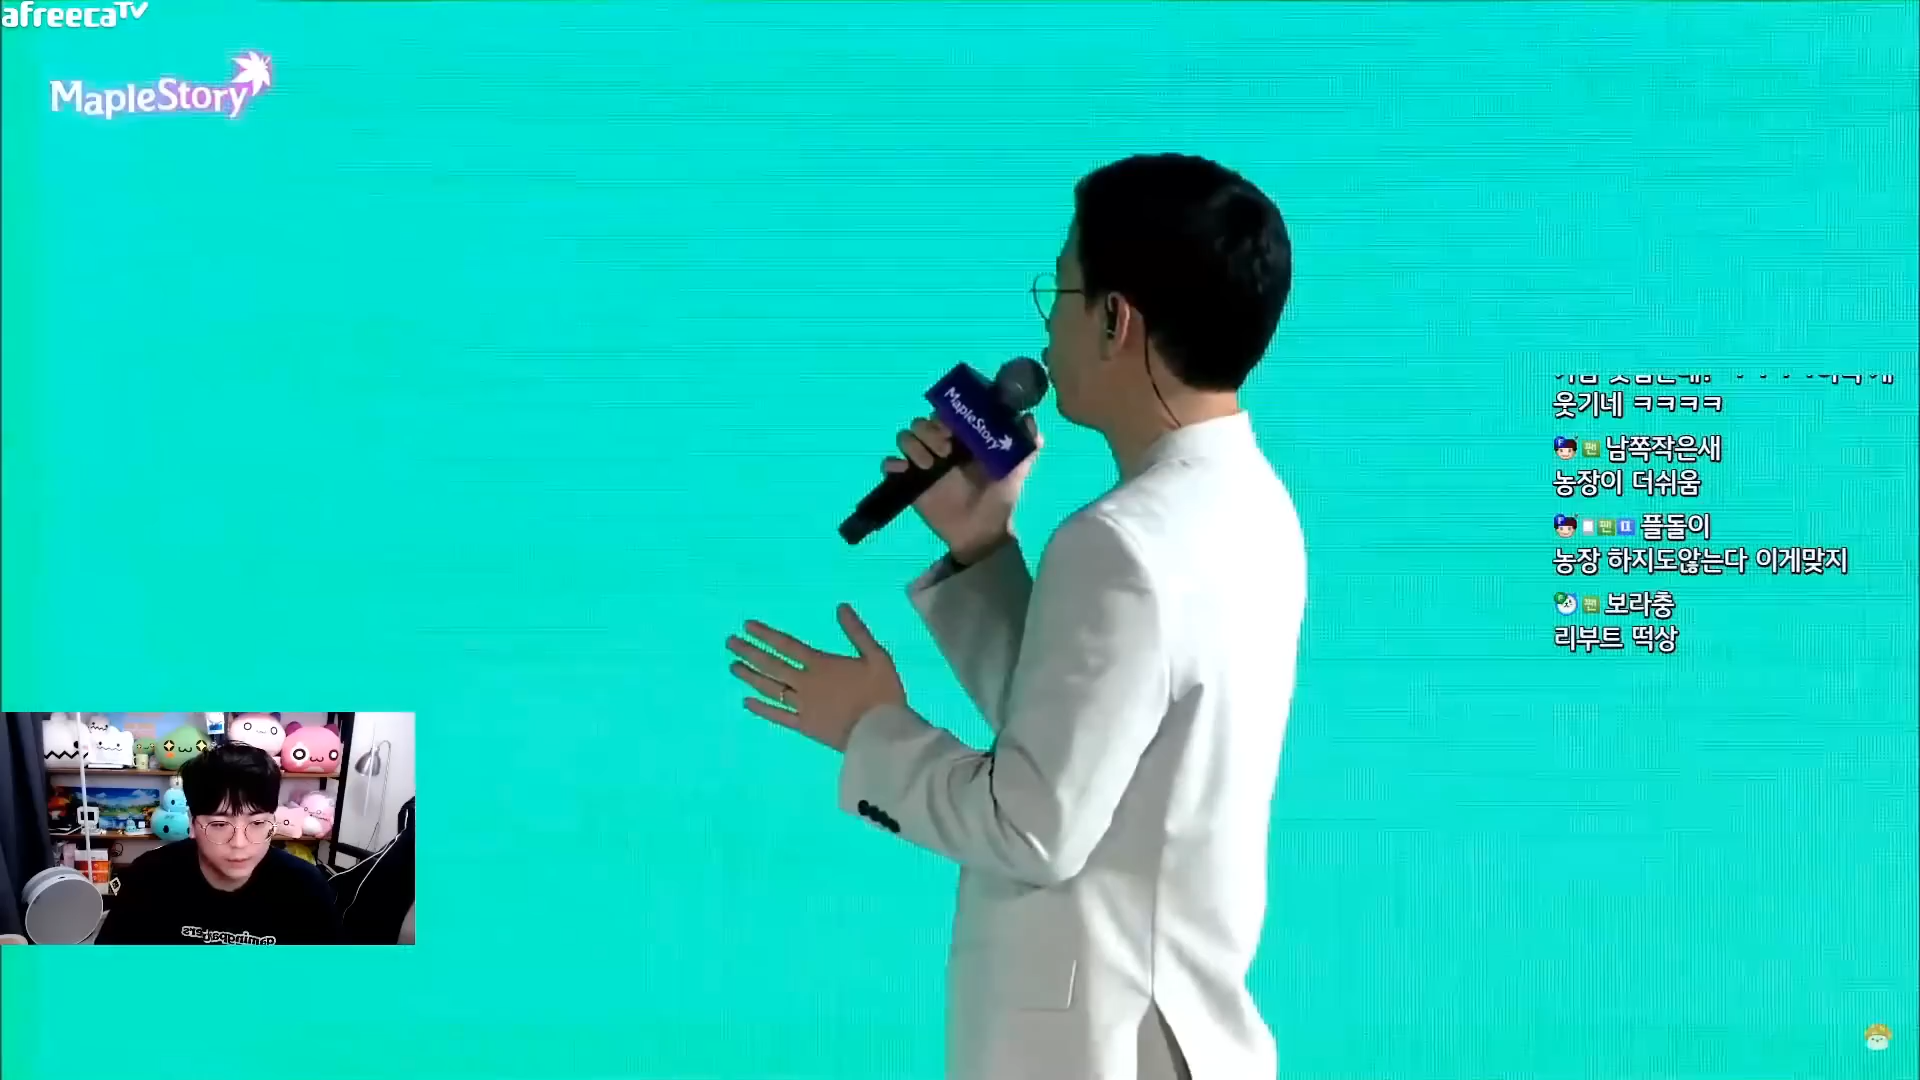 afreecaTV
MapleStory
MapleStory
웃기네 ㅋㅋㅋㅋ
팬 남쪽작은새
농장이 더쉬움
팬 플돌이
농장 하지도않는다 이게맞지
팬 보라충
리부트 떡상